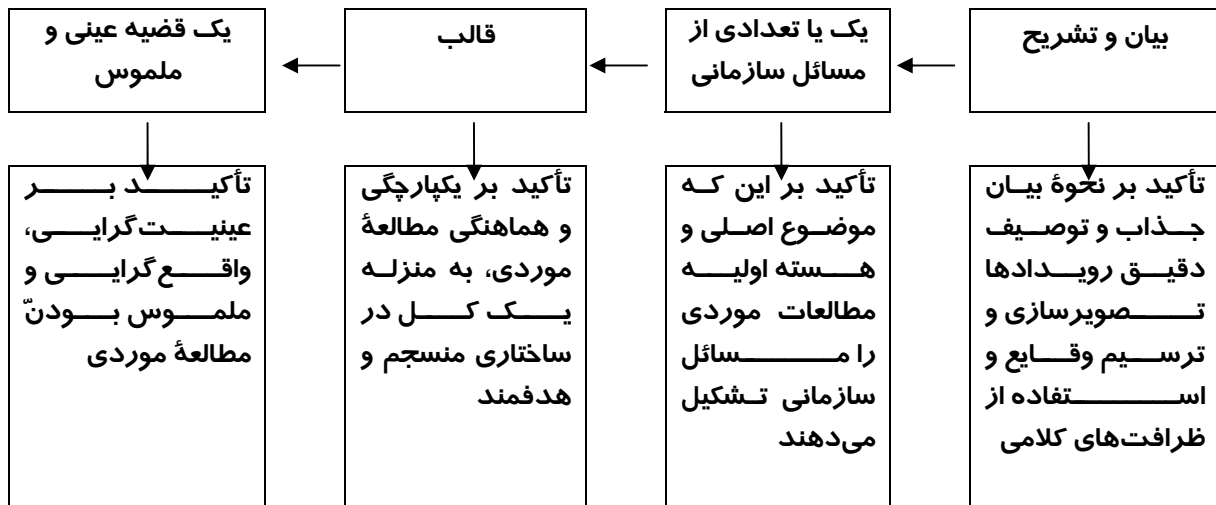 بیان و تشریح
یک یا تعدادی از
مسائل سازمانی
قالب
یک قضیه عینی و
ملموس
تأکید بر نحوۀ بیان
جذاب و توصیف
دقیق رویدادها
تصویرسازی و
ترسیم وقایع و
استفاده از
ظرافت‌های کلامی
تأکید بر این که
موضوع اصلی و
هسته اولیه
مطالعات موردی
را مسائل
سازمانی تشکیل
می‌دهند
تأکید بر یکپارچگی
و هماهنگی مطالعۀ
موردی، به منزله
یک کل در
ساختاری منسجم و
هدفمند
تأکید بر
عینیت‌گرایی،
واقع‌گرایی و
ملموس بودنّ
مطالعۀ موردی